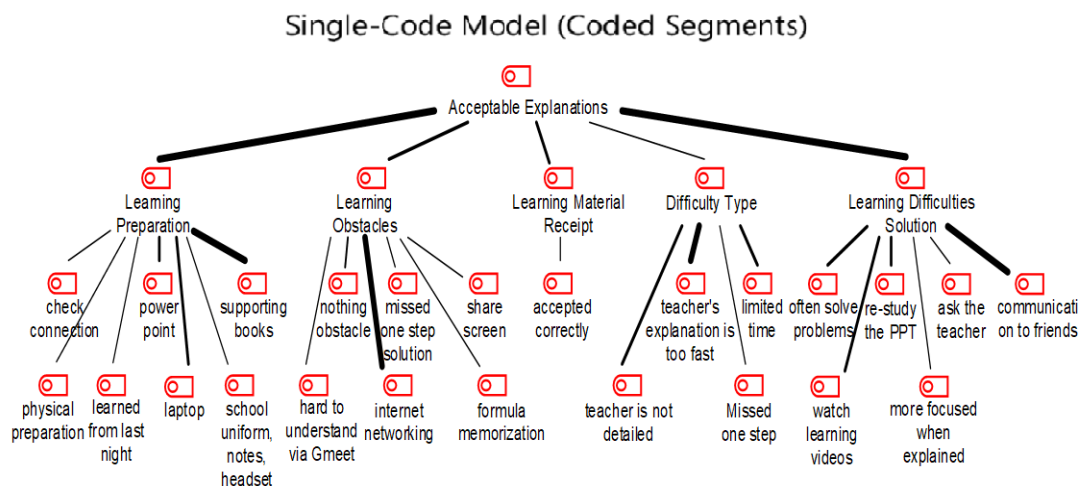 Single-Code Model (Coded Segments)
Acceptable Explanations
Learning
Preparation
Learning
Obstacles
Learning Material
Receipt
Difficulty Type
Learning Difficulties
Solution
check
connection
power
point
supporting
books
nothing
obstacle
missed
one step
solution
share
screen
accepted
correctly
teacher's
explanation is
too fast
limited
time
often solve
problems
re-study
the PPT
ask the
teacher
communicati
on to friends
physical
preparation
learned
from last
night
laptop
school
uniform,
notes,
headset
hard to
understand
via Gmeet
internet
networking
formula
memorization
teacher is not
detailed
Missed
one step
watch
learning
videos
more focused
when
explained